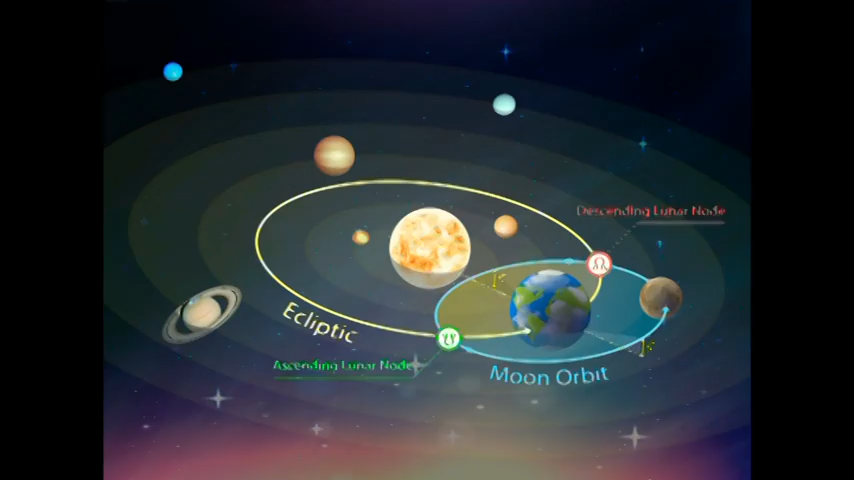 Descending Lunar Node
Ecliptic
Ascending Lunar Node
Moon Orbit